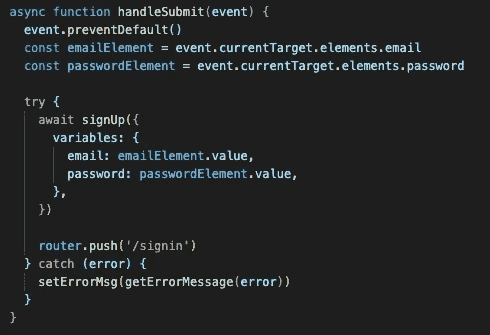 async function handleSubmit(event) {
  event.preventDefault()
  const emailElement = event.currentTarget.elements.email
  const passwordElement = event.currentTarget.elements.password

  try {
    await signUp({
      variables: {
        email: emailElement.value,
        password: passwordElement.value,
      },
    })

    router.push('/signin')
  } catch (error) {
    setErrorMsg(getErrorMessage(error))
  }
}